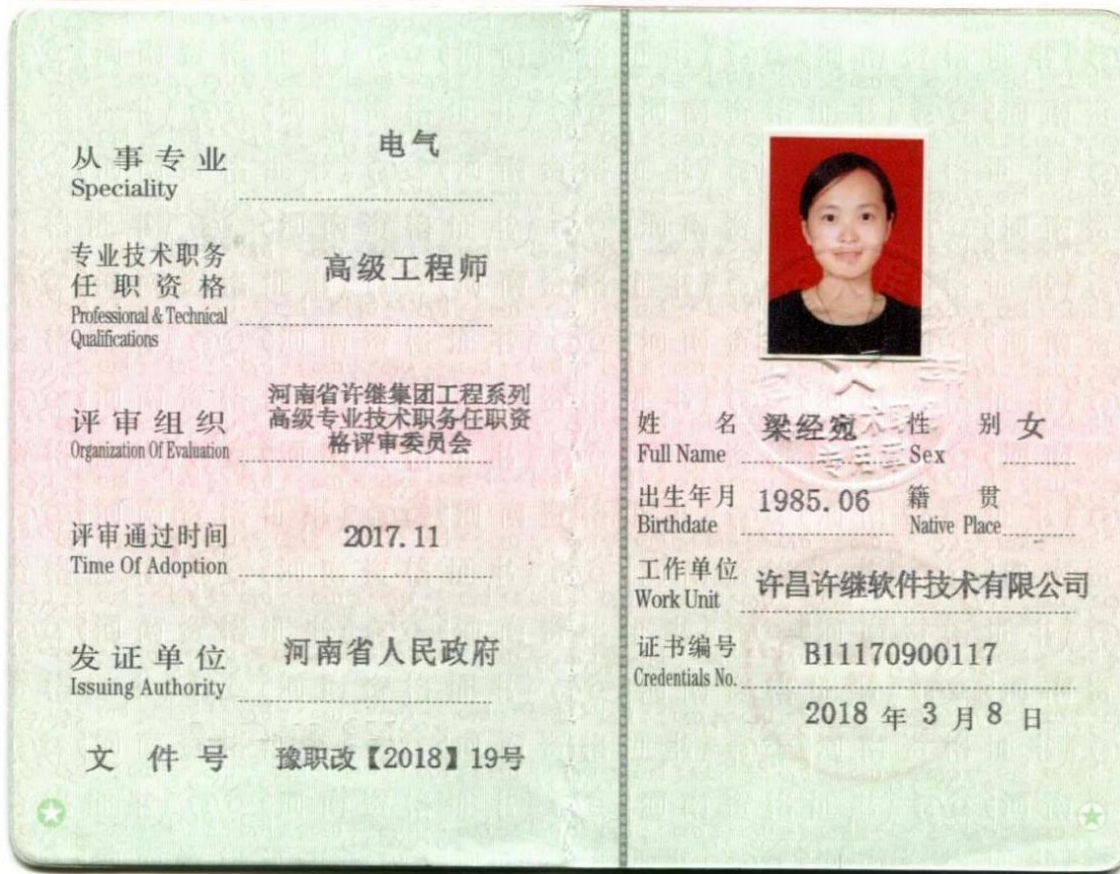 从事专业 电气
Speciality
专业技术职务
任职资格 高级工程师
Professional & Technical
Qualifications
河南省许继集团工程系列
评审组织 高级专业技术职务任职资
Organization Of Evaluation 格评审委员会
评审通过时间 2017.11
Time Of Adoption
发证单位 河南省人民政府
Issuing Authority
文件号 豫职改【2018】19号
姓名 梁经宛 性别 女
Full Name Sex
出生年月 1985.06 籍贯
Birthdate Native Place
工作单位 许昌许继软件技术有限公司
Work Unit
证书编号 B11170900117
Credentials No.
2018 年 3 月 8 日